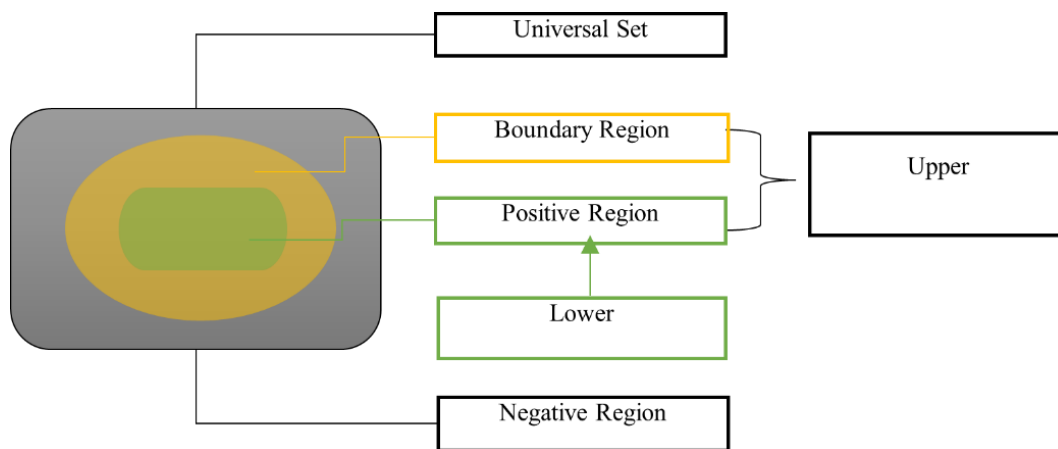 Universal Set
Boundary Region
Upper
Positive Region
Lower
Negative Region